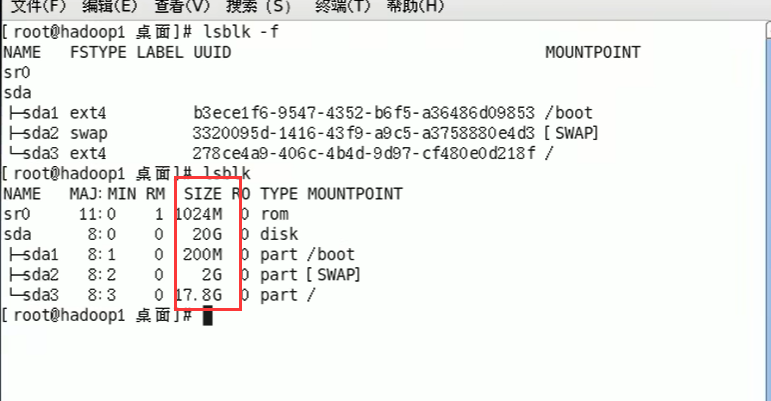 文件(F) 编辑(E) 查看(V) 搜索 (S) 终端(T) 帮助(H)
[root@hadoop1 桌面]# lsblk -f
NAME FSTYPE LABEL UUID MOUNTPOINT
sr0
sda
├─sda1 ext4 b3ece1f6-9547-4352-b6f5-a36486d09853 /boot
├─sda2 swap 3320095d-1416-43f9-a9c5-a3758880e4d3 [SWAP]
└─sda3 ext4 278ce4a9-406c-4b4d-9d97-cf480e0d218f /
[root@hadoop1 桌面]# lsblk
NAME MAJ:MIN RM SIZE RO TYPE MOUNTPOINT
sr0 11:0 1 1024M 0 rom
sda 8:0 0 20G 0 disk
├─sda1 8:1 0 200M 0 part /boot
├─sda2 8:2 0 2G 0 part [SWAP]
└─sda3 8:3 0 17.8G 0 part /
[root@hadoop1 桌面]#